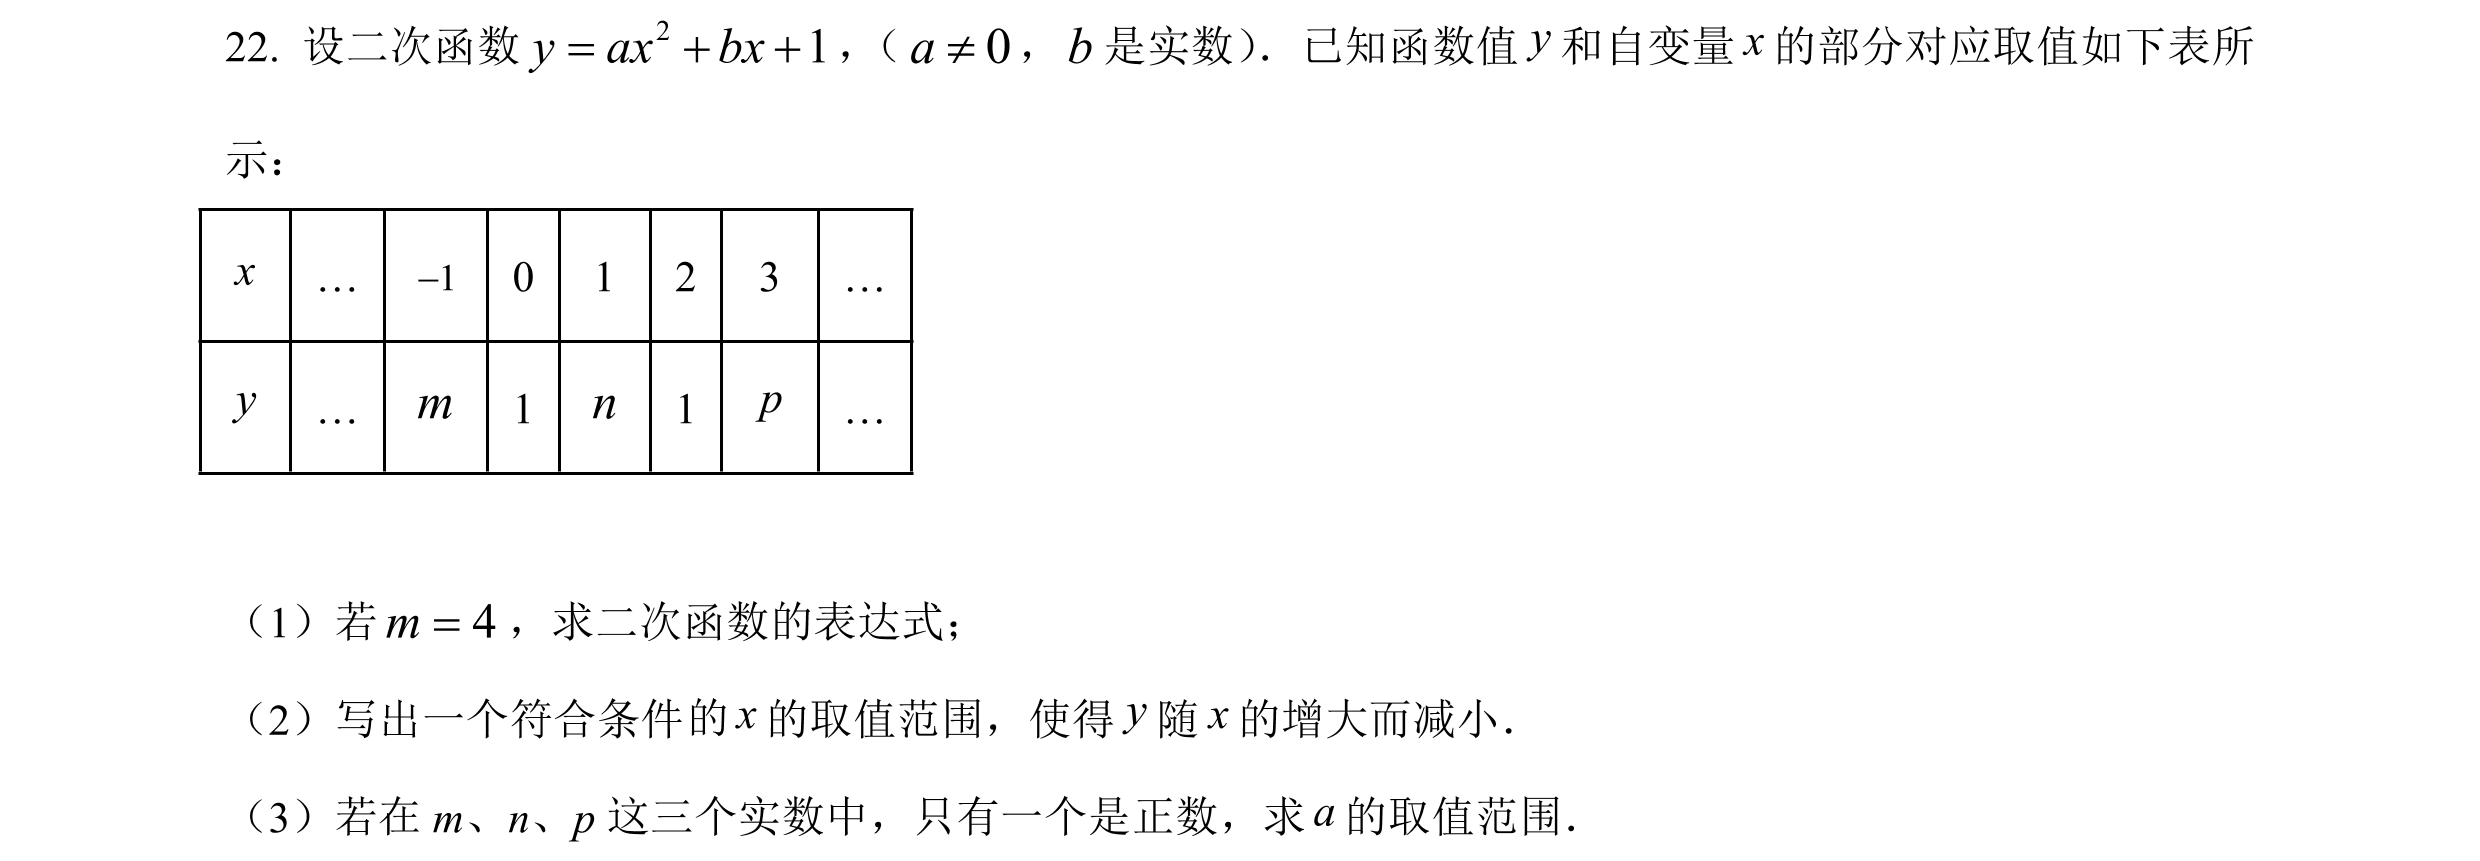 22. 设二次函数 y = ax² + bx + 1，（ a ≠ 0， b 是实数）． 已知函数值 y 和自变量 x 的部分对应取值如下表所
示：
x … –1 0 1 2 3 …
y … m 1 n 1 p …
（1）若 m = 4，求二次函数的表达式；
（2）写出一个符合条件的 x 的取值范围，使得 y 随 x 的增大而减小．
（3）若在 m、n、p 这三个实数中，只有一个是正数，求 a 的取值范围．